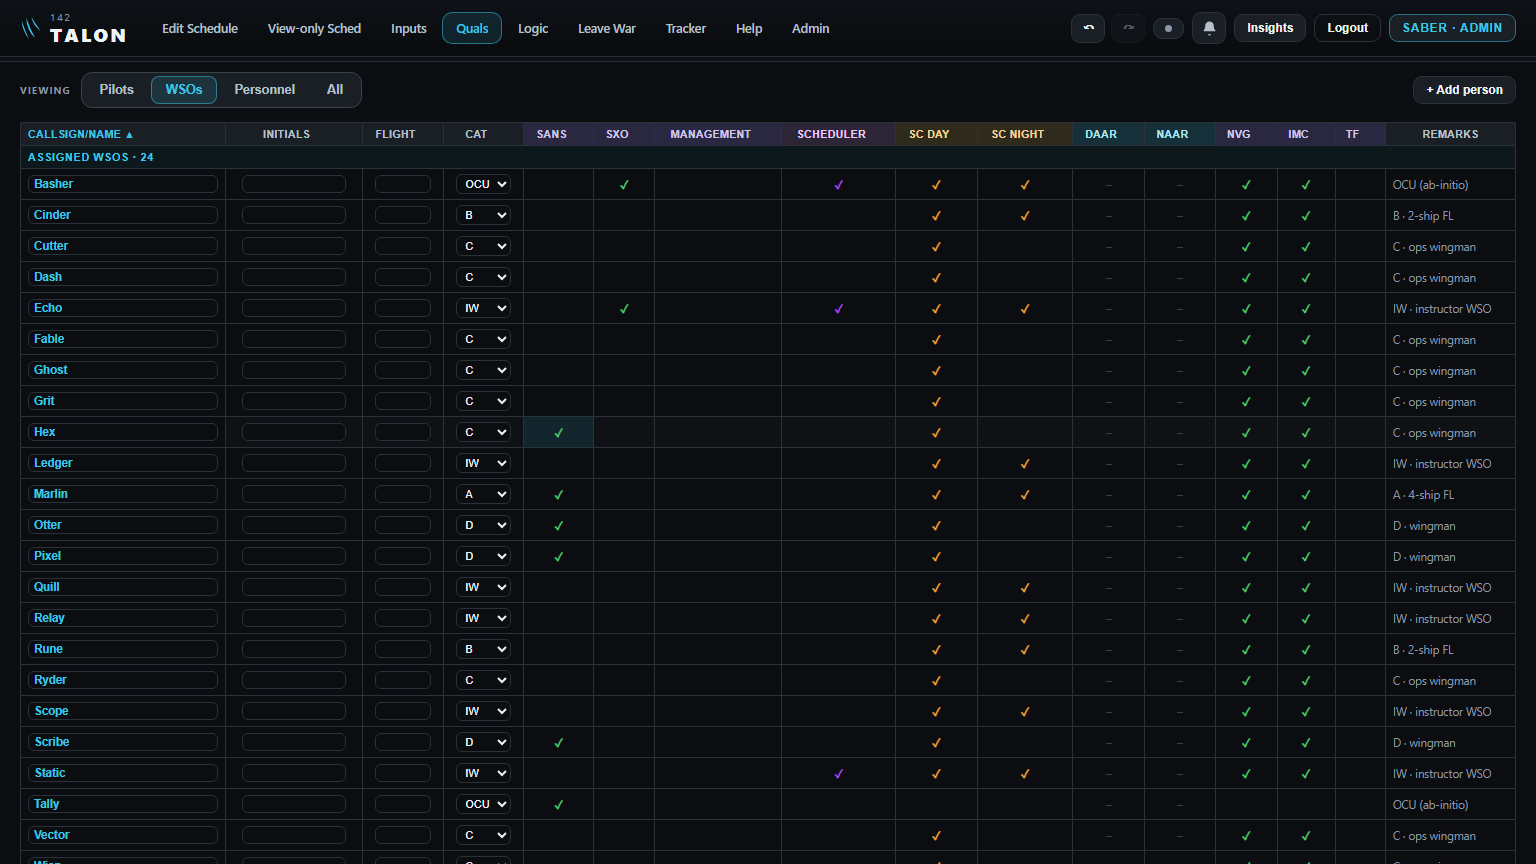 142
TALON
Edit Schedule View-only Sched Inputs Quals Logic Leave War Tracker Help Admin
Insights Logout SABER · ADMIN
VIEWING Pilots WSOs Personnel All + Add person
CALLSIGN/NAME ▲ INITIALS FLIGHT CAT SANS SXO MANAGEMENT SCHEDULER SC DAY SC NIGHT DAAR NAAR NVG IMC TF REMARKS
ASSIGNED WSOS · 24
Basher OCU ✓ ✓ ✓ ✓ – – ✓ ✓ OCU (ab-initio)
Cinder B ✓ ✓ – – ✓ ✓ B · 2-ship FL
Cutter C ✓ – – ✓ ✓ C · ops wingman
Dash C ✓ – – ✓ ✓ C · ops wingman
Echo IW ✓ ✓ ✓ ✓ – – ✓ ✓ IW · instructor WSO
Fable C ✓ – – ✓ ✓ C · ops wingman
Ghost C ✓ – – ✓ ✓ C · ops wingman
Grit C ✓ – – ✓ ✓ C · ops wingman
Hex C ✓ ✓ – – ✓ ✓ C · ops wingman
Ledger IW ✓ ✓ – – ✓ ✓ IW · instructor WSO
Marlin A ✓ ✓ ✓ – – ✓ ✓ A · 4-ship FL
Otter D ✓ ✓ – – ✓ ✓ D · wingman
Pixel D ✓ ✓ – – ✓ ✓ D · wingman
Quill IW ✓ ✓ – – ✓ ✓ IW · instructor WSO
Relay IW ✓ ✓ – – ✓ ✓ IW · instructor WSO
Rune B ✓ ✓ – – ✓ ✓ B · 2-ship FL
Ryder C ✓ – – ✓ ✓ C · ops wingman
Scope IW ✓ ✓ – – ✓ ✓ IW · instructor WSO
Scribe D ✓ ✓ – – ✓ ✓ D · wingman
Static IW ✓ ✓ ✓ – – ✓ ✓ IW · instructor WSO
Tally OCU ✓ – – OCU (ab-initio)
Vector C ✓ – – ✓ ✓ C · ops wingman